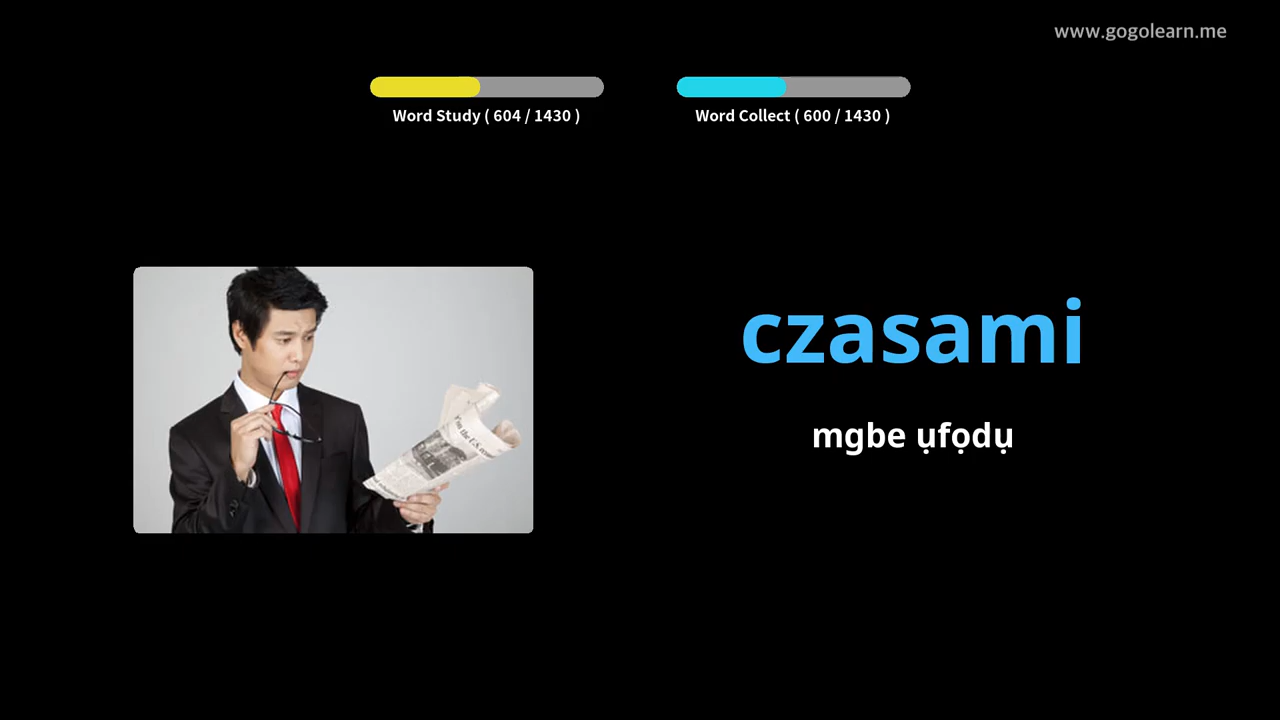 www.gogolearn.me
Word Study ( 604 / 1430 )
Word Collect ( 600 / 1430 )
czasami
mgbe ụfọdụ